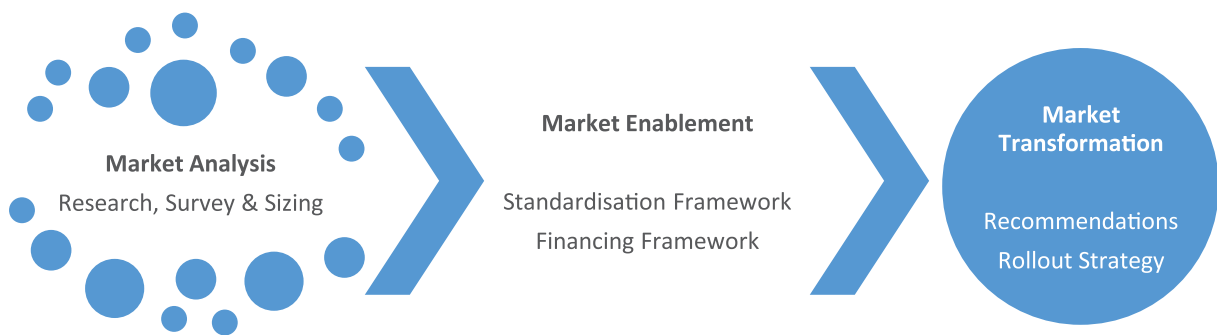 Market Analysis
Research, Survey & Sizing
Market Enablement
Standardisation Framework
Financing Framework
Market
Transformation
Recommendations
Rollout Strategy